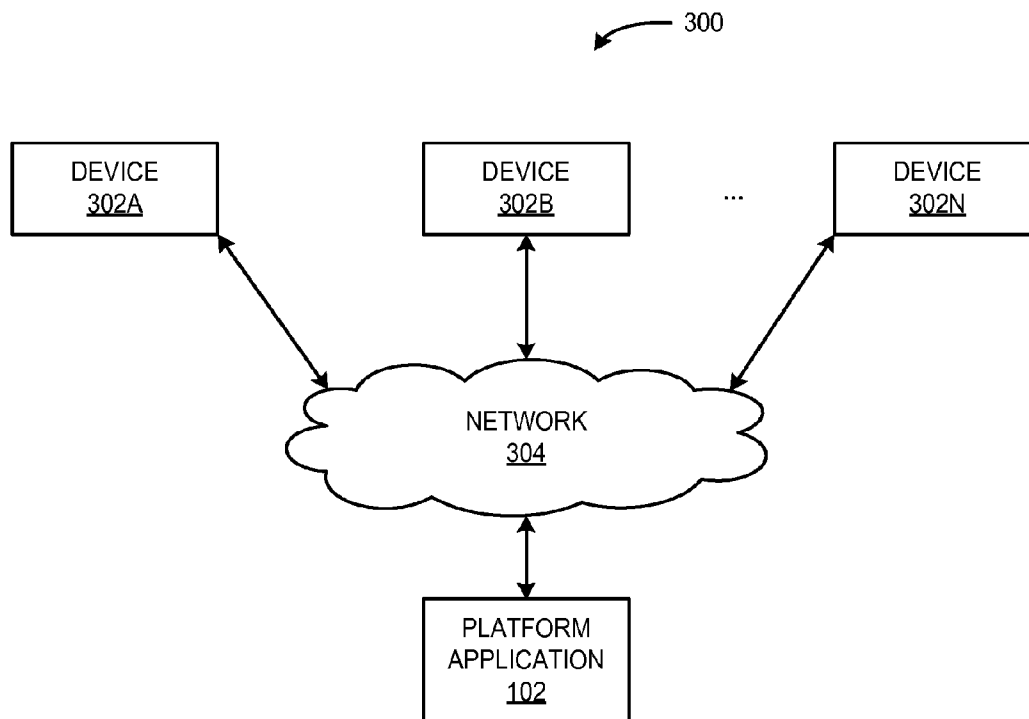 300
DEVICE
302A
DEVICE
302B
...
DEVICE
302N
NETWORK
304
PLATFORM
APPLICATION
102